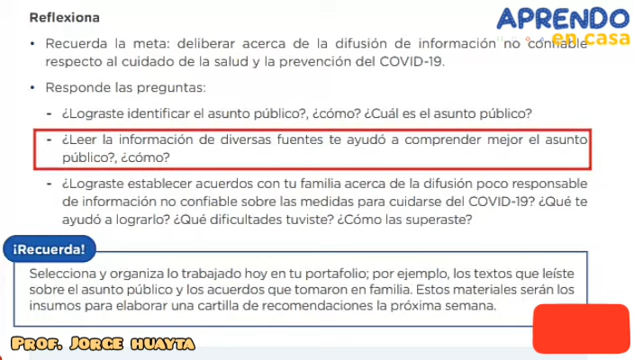 Reflexiona
APRENDO
en casa
• Recuerda la meta: deliberar acerca de la difusión de información no confiable
respecto al cuidado de la salud y la prevención del COVID-19.
• Responde las preguntas:
- ¿Lograste identificar el asunto público?, ¿cómo? ¿Cuál es el asunto público?
- ¿Leer la información de diversas fuentes te ayudó a comprender mejor el asunto
público?, ¿cómo?
- ¿Lograste establecer acuerdos con tu familia acerca de la difusión poco responsable
de información no confiable sobre las medidas para cuidarse del COVID-19? ¿Qué te
ayudó a lograrlo? ¿Qué dificultades tuviste? ¿Cómo las superaste?
¡Recuerda!
Selecciona y organiza lo trabajado hoy en tu portafolio; por ejemplo, los textos que leíste
sobre el asunto público y los acuerdos que tomaron en familia. Estos materiales serán los
insumos para elaborar una cartilla de recomendaciones la próxima semana.
Prof. Jorge huayta